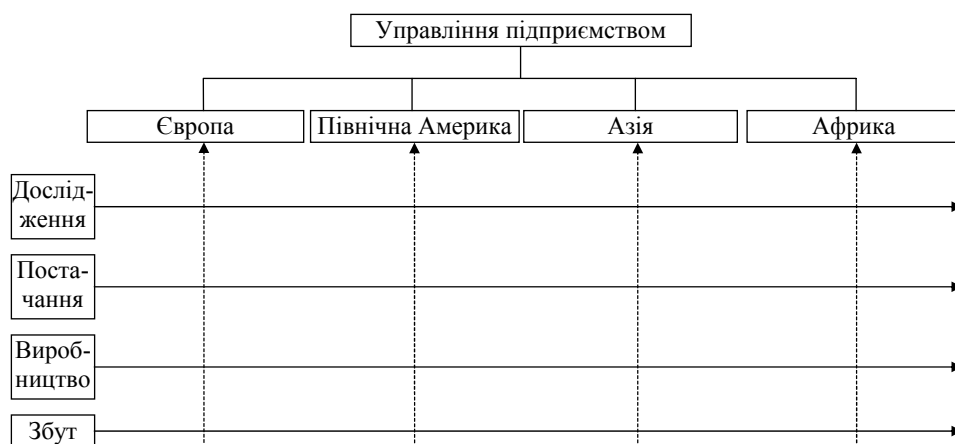 Управління підприємством
Європа
Північна Америка
Азія
Африка
Дослід-
ження
Поста-
чання
Вироб-
ництво
Збут